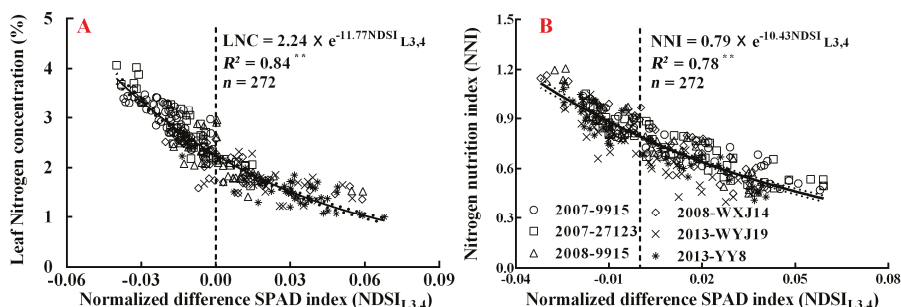 A
LNC = 2.24 × e^-11.77NDSI L3,4
R² = 0.84**
n = 272
Leaf Nitrogen concentration (%)
5
4
3
2
1
0
-0.06
-0.03
0.00
0.03
0.06
0.09
Normalized difference SPAD index (NDSI_L3,4)
B
NNI = 0.79 × e^-10.43NDSI L3,4
R² = 0.78**
n = 272
Nitrogen nutrition index (NNI)
1.5
1.2
0.9
0.6
0.3
0.0
2007-9915
2007-27123
2008-9915
2008-WXJ14
2013-WYJ19
2013-YY8
-0.04
-0.01
0.02
0.05
0.08
Normalized difference SPAD index (NDSI_L3,4)